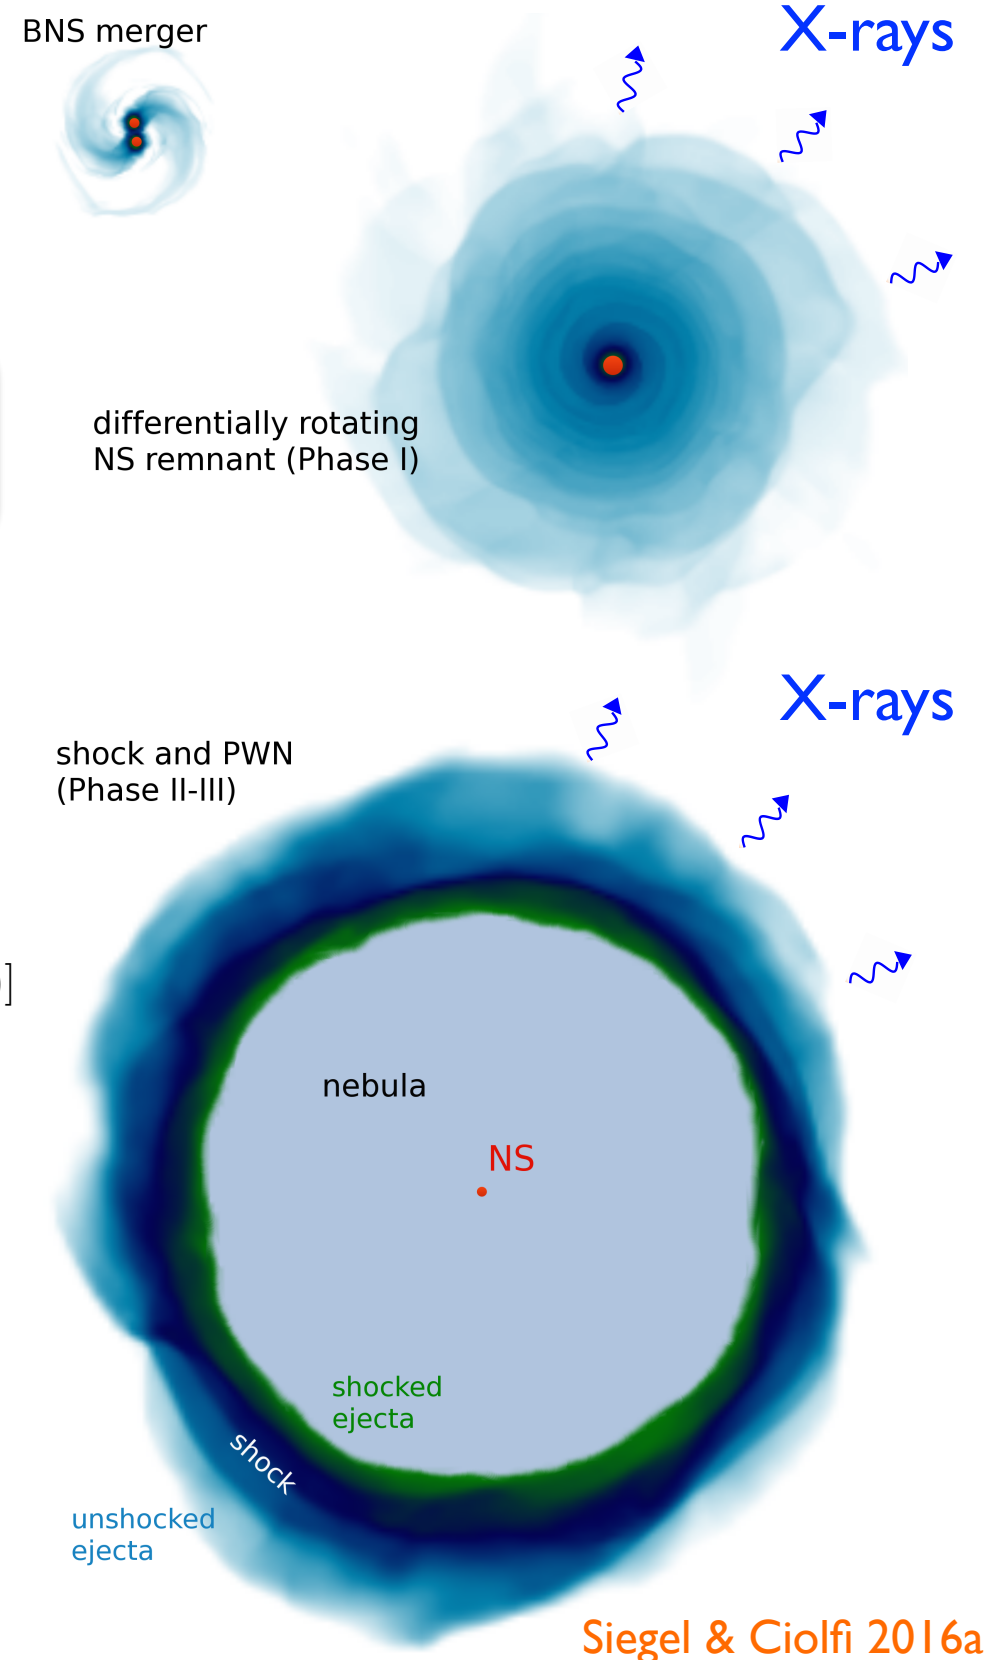 BNS merger
X-rays
differentially rotating
NS remnant (Phase I)
X-rays
shock and PWN
(Phase II-III)
]
nebula
NS
shocked
ejecta
shock
unshocked
ejecta
Siegel & Ciolfi 2016a